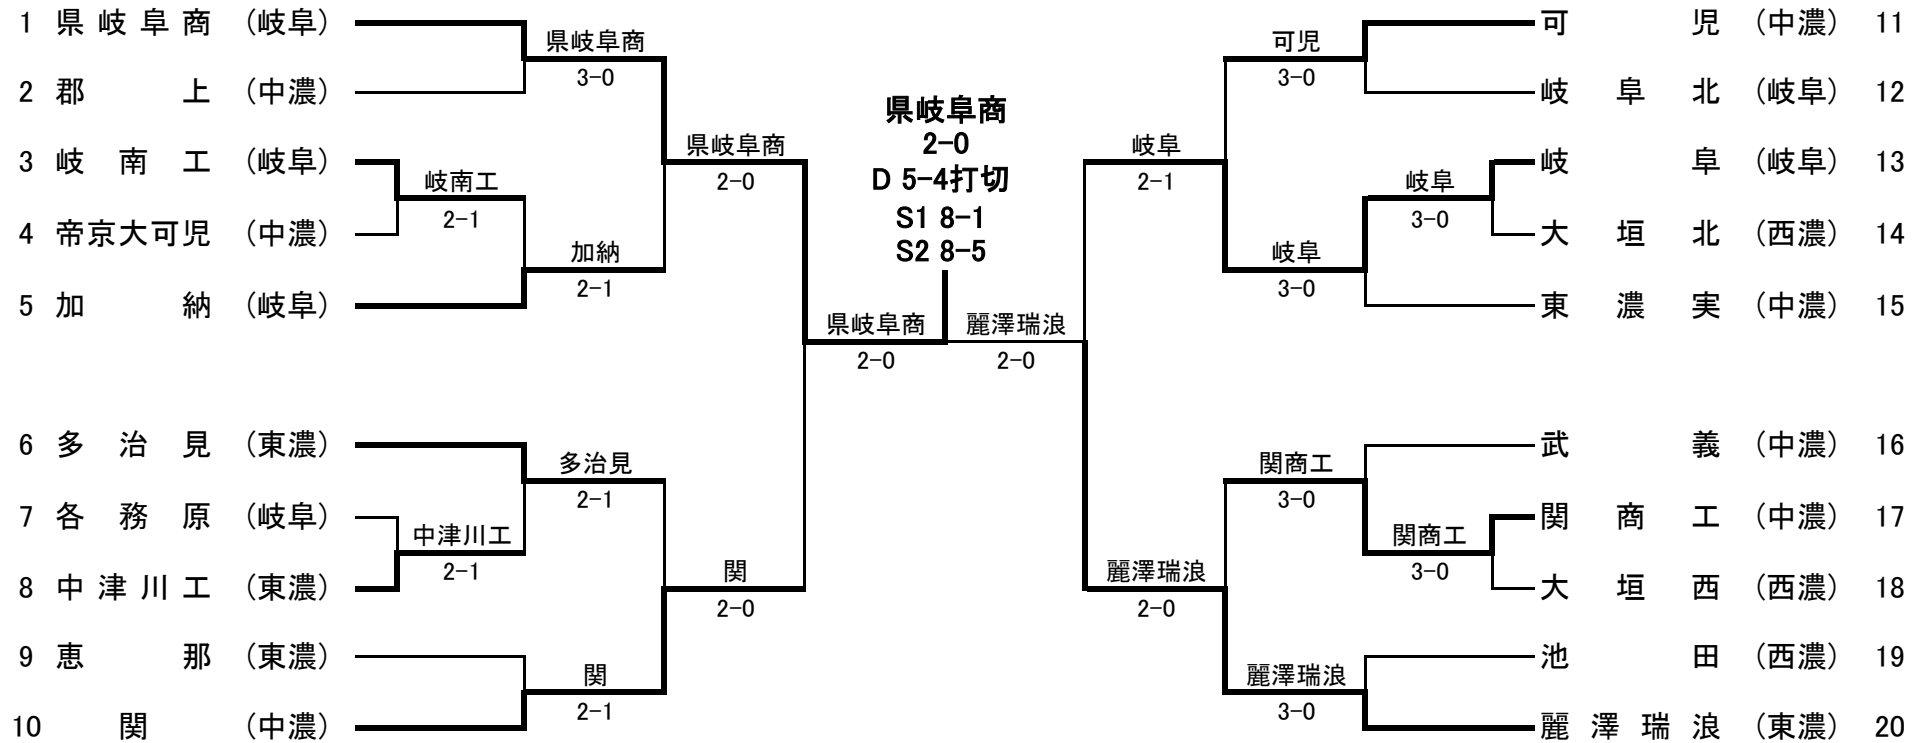 1 県岐阜商 (岐阜)
2 郡上 (中濃)
3 岐南工 (岐阜)
4 帝京大可児 (中濃)
5 加納 (岐阜)
6 多治見 (東濃)
7 各務原 (岐阜)
8 中津川工 (東濃)
9 恵那 (東濃)
10 関 (中濃)
岐南工
2-1
中津川工
2-1
県岐阜商
3-0
加納
2-1
多治見
2-1
関
2-1
県岐阜商
2-0
関
2-0
県岐阜商
2-0
県岐阜商
2-0
D 5-4打切
S1 8-1
S2 8-5
麗澤瑞浪
2-0
岐阜
2-1
麗澤瑞浪
2-0
可児
3-0
岐阜
3-0
関商工
3-0
麗澤瑞浪
3-0
岐阜
3-0
関商工
3-0
可児 (中濃) 11
岐阜北 (岐阜) 12
岐阜 (岐阜) 13
大垣北 (西濃) 14
東濃実 (中濃) 15
武義 (中濃) 16
関商工 (中濃) 17
大垣西 (西濃) 18
池田 (西濃) 19
麗澤瑞浪 (東濃) 20